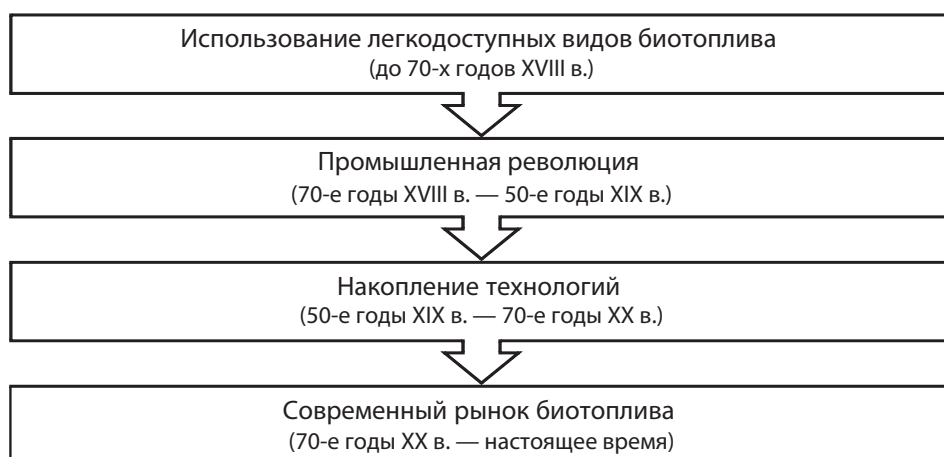 Использование легкодоступных видов биотоплива
(до 70-х годов XVIII в.)
Промышленная революция
(70-е годы XVIII в. — 50-е годы XIX в.)
Накопление технологий
(50-е годы XIX в. — 70-е годы XX в.)
Современный рынок биотоплива
(70-е годы XX в. — настоящее время)